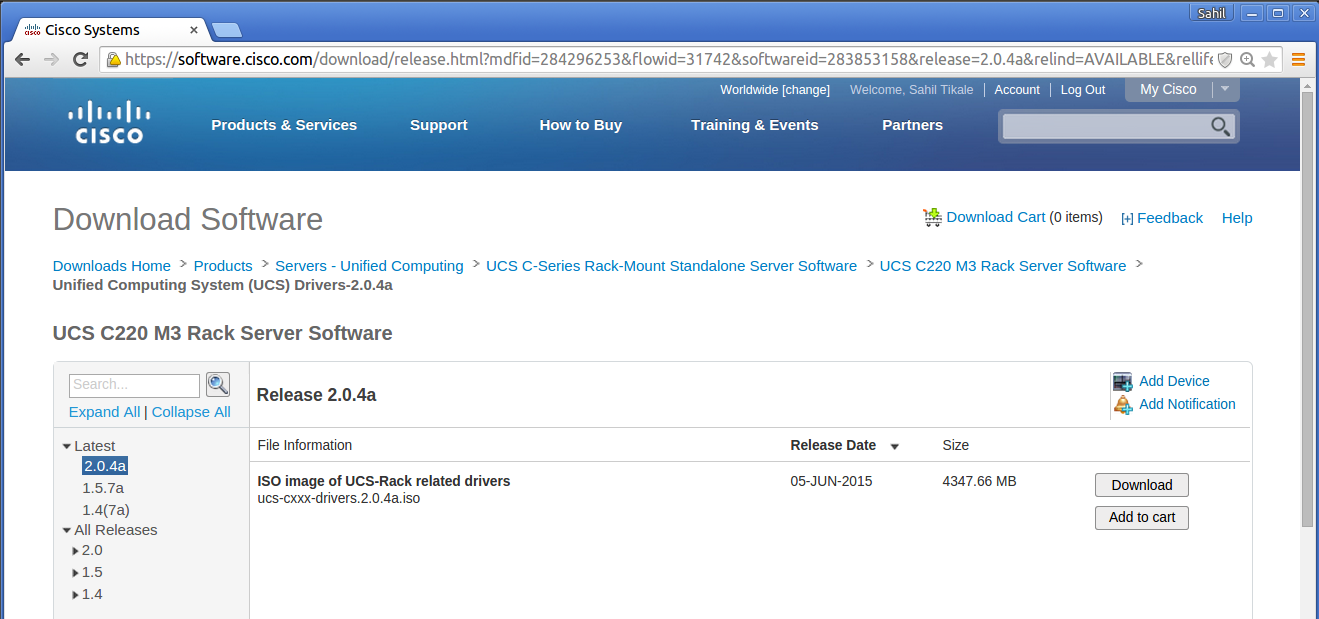 Sahil
Cisco Systems
https://software.cisco.com/download/release.html?mdfid=284296253&flowid=31742&softwareid=283853158&release=2.0.4a&relind=AVAILABLE&rellife
Worldwide [change] Welcome, Sahil Tikale Account Log Out My Cisco
CISCO
Products & Services Support How to Buy Training & Events Partners
Download Software
Download Cart (0 items) [+] Feedback Help
Downloads Home > Products > Servers - Unified Computing > UCS C-Series Rack-Mount Standalone Server Software > UCS C220 M3 Rack Server Software >
Unified Computing System (UCS) Drivers-2.0.4a
UCS C220 M3 Rack Server Software
Search...
Expand All | Collapse All
Latest
2.0.4a
1.5.7a
1.4(7a)
All Releases
2.0
1.5
1.4
Release 2.0.4a
Add Device
Add Notification
File Information Release Date Size
ISO image of UCS-Rack related drivers 05-JUN-2015 4347.66 MB Download
ucs-cxxx-drivers.2.0.4a.iso
Add to cart